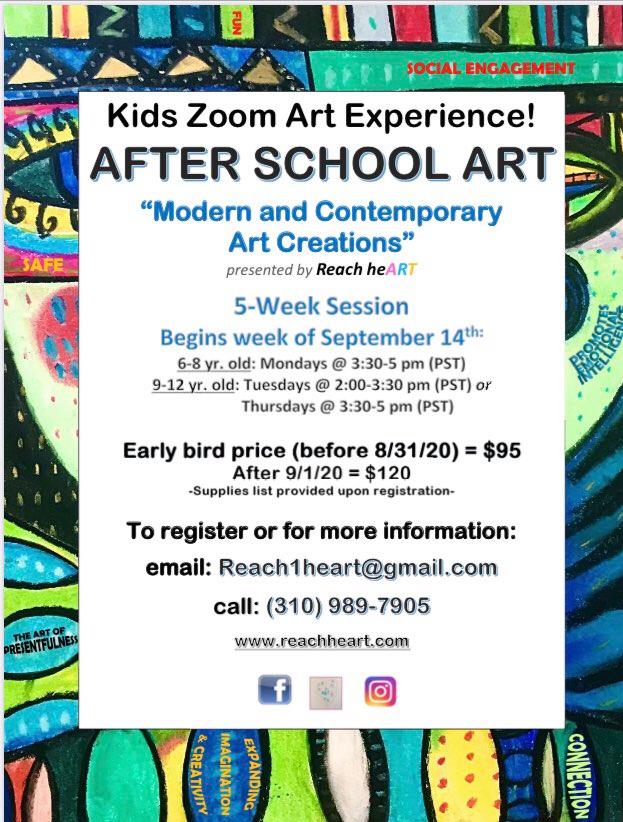 FUN
SOCIAL ENGAGEMENT
Kids Zoom Art Experience!
AFTER SCHOOL ART
“Modern and Contemporary
Art Creations”
presented by Reach heART
SAFE
5-Week Session
Begins week of September 14th:
6-8 yr. old: Mondays @ 3:30-5 pm (PST)
9-12 yr. old: Tuesdays @ 2:00-3:30 pm (PST) or
Thursdays @ 3:30-5 pm (PST)
PROMOTES
EMOTIONAL
INTELLIGENCE
Early bird price (before 8/31/20) = $95
After 9/1/20 = $120
-Supplies list provided upon registration-
To register or for more information:
email: Reach1heart@gmail.com
call: (310) 989-7905
www.reachheart.com
THE ART OF
PRESENTFULNESS
f
EXPANDING
IMAGINATION
& CREATIVITY
CONNECTION